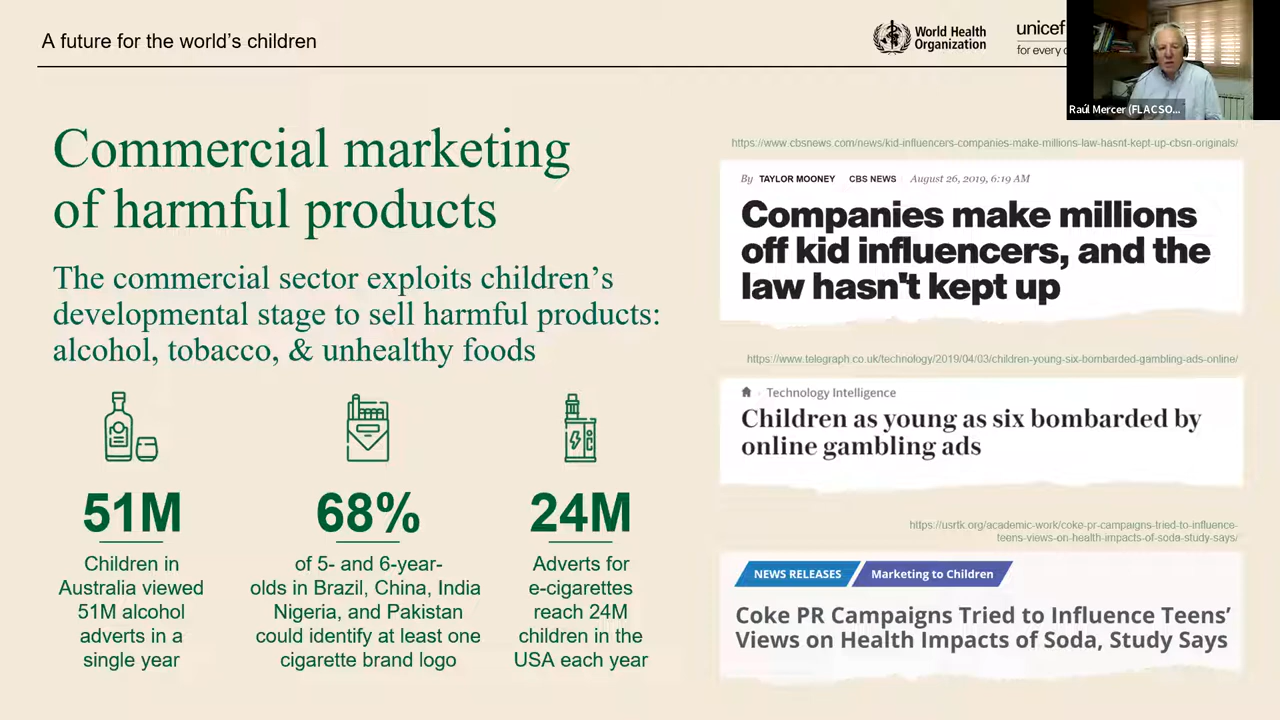 A future for the world's children
World Health
Organization
unicef
for every
Raúl Mercer (FLACSO...
Commercial marketing
of harmful products
The commercial sector exploits children's
developmental stage to sell harmful products:
alcohol, tobacco, & unhealthy foods
51M
Children in
Australia viewed
51M alcohol
adverts in a
single year
68%
of 5- and 6-year-
olds in Brazil, China, India
Nigeria, and Pakistan
could identify at least one
cigarette brand logo
24M
Adverts for
e-cigarettes
reach 24M
children in the
USA each year
https://www.cbsnews.com/news/kid-influencers-companies-make-millions-law-hasnt-kept-up-cbsn-originals/
By TAYLOR MOONEY CBS NEWS August 26, 2019, 6:19 AM
Companies make millions
off kid influencers, and the
law hasn't kept up
https://www.telegraph.co.uk/technology/2019/04/03/children-young-six-bombarded-gambling-ads-online/
Technology Intelligence
Children as young as six bombarded by
online gambling ads
https://usrtk.org/academic-work/coke-pr-campaigns-tried-to-influence-
teens-views-on-health-impacts-of-soda-study-says/
NEWS RELEASES Marketing to Children
Coke PR Campaigns Tried to Influence Teens'
Views on Health Impacts of Soda, Study Says